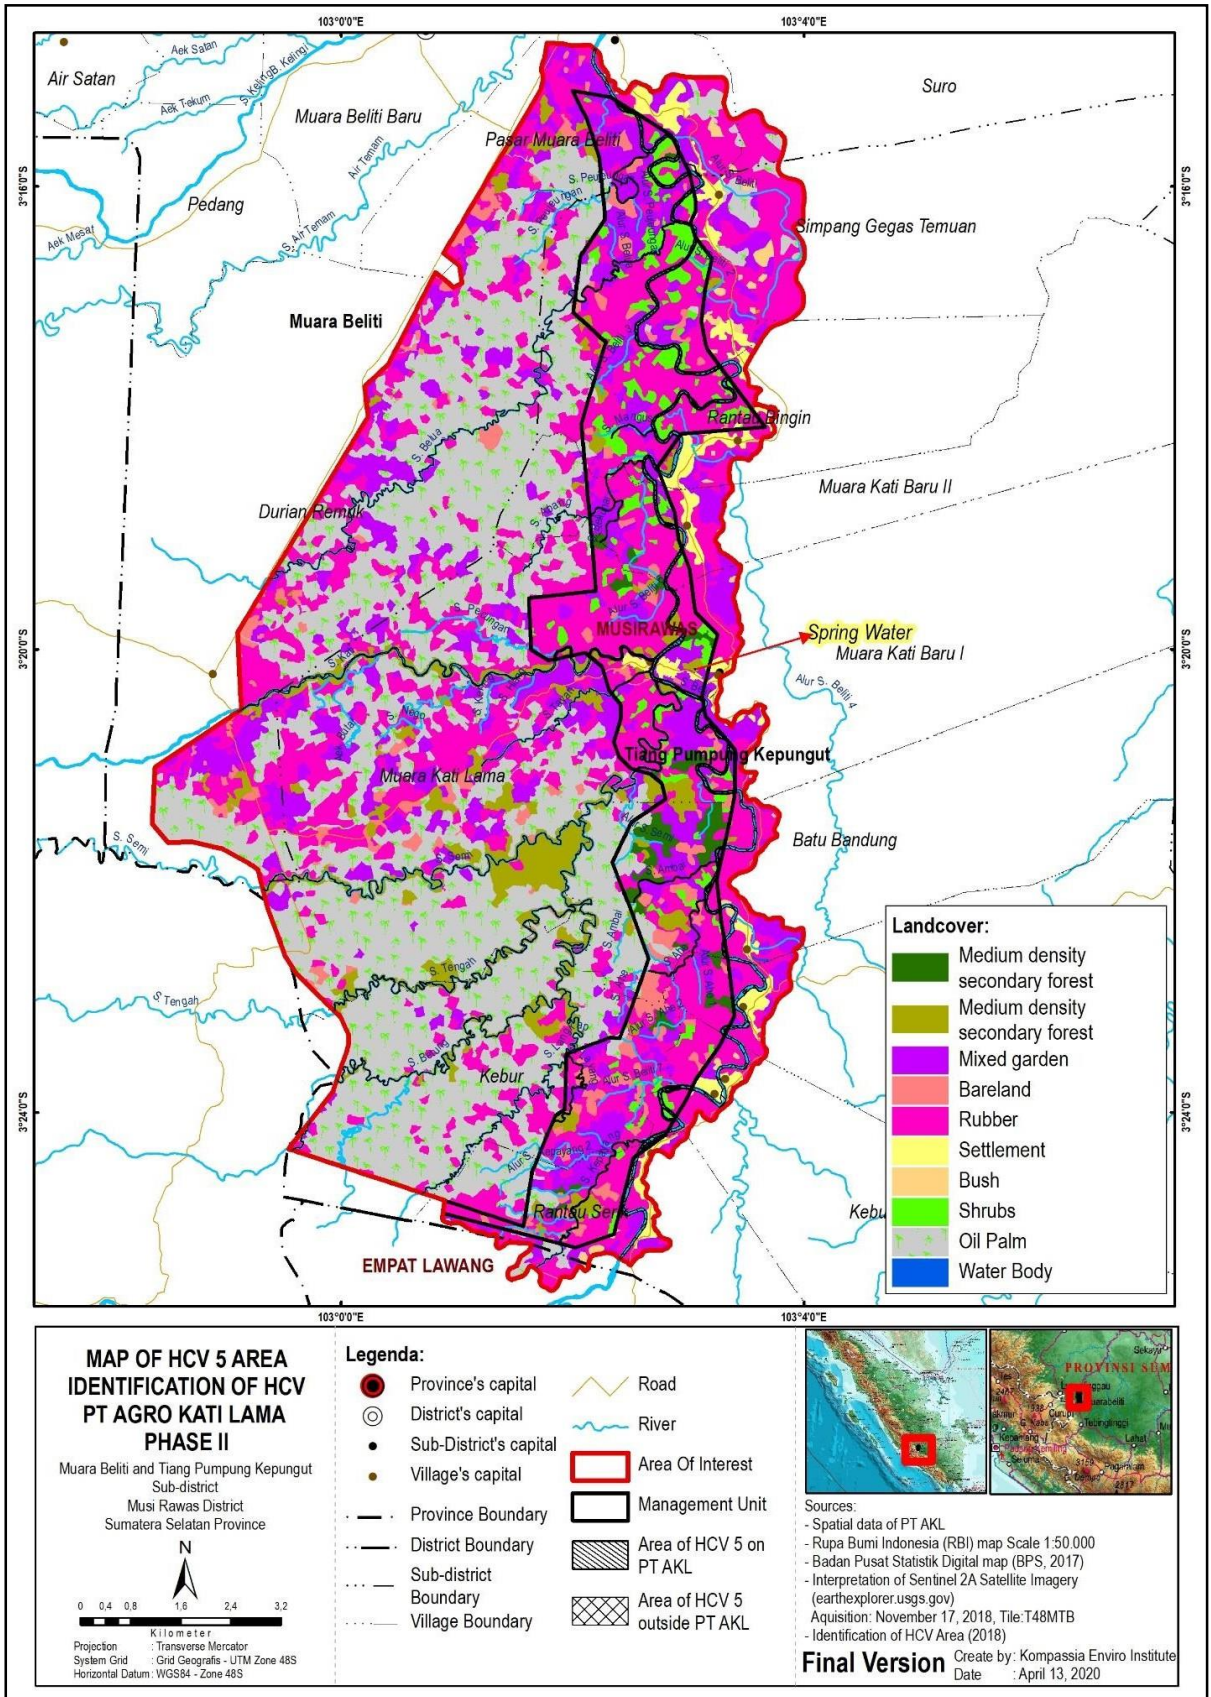 103°0'0"E
103°4'0"E
Air Satan
Aek Satan
S. Keling
B. Keling
Aek Tekum
Muara Beliti Baru
Suro
Pasar Muara Beliti
Air Temam
3°16'0"S
3°16'0"S
Pedang
S. Air Temam
Aek Mesat
Simpang Gegas Temuan
Muara Beliti
S. Belua
Rantau Bingin
Muara Kati Baru II
Durian Remuk
MUSIRAWAS
Spring Water
3°20'0"S
3°20'0"S
Muara Kati Baru I
Alur S. Beliti 4
Tiang Pumpung Kepungut
Muara Kati Lama
Batu Bandung
S. Semi
S. Semi
S. Ambai
S. Tengah
S. Tengah
Kebur
3°24'0"S
3°24'0"S
EMPAT LAWANG
103°0'0"E
103°4'0"E
Landcover:
Medium density
secondary forest
Medium density
secondary forest
Mixed garden
Bareland
Rubber
Settlement
Bush
Shrubs
Oil Palm
Water Body
MAP OF HCV 5 AREA
IDENTIFICATION OF HCV
PT AGRO KATI LAMA
PHASE II
Muara Beliti and Tiang Pumpung Kepungut
Sub-district
Musi Rawas District
Sumatera Selatan Province
N
0 0,4 0,8 1,6 2,4 3,2
Kilometer
Projection : Transverse Mercator
System Grid : Grid Geografis - UTM Zone 48S
Horizontal Datum : WGS84 - Zone 48S
Legenda:
Province's capital
District's capital
Sub-District's capital
Village's capital
Province Boundary
District Boundary
Sub-district
Boundary
Village Boundary
Road
River
Area Of Interest
Management Unit
Area of HCV 5 on
PT AKL
Area of HCV 5
outside PT AKL
PROVINSI SUM
Sources:
- Spatial data of PT AKL
- Rupa Bumi Indonesia (RBI) map Scale 1:50.000
- Badan Pusat Statistik Digital map (BPS, 2017)
- Interpretation of Sentinel 2A Satellite Imagery
(earthexplorer.usgs.gov)
Aquisition: November 17, 2018, Tile:T48MTB
- Identification of HCV Area (2018)
Final Version
Create by : Kompassia Enviro Institute
Date : April 13, 2020